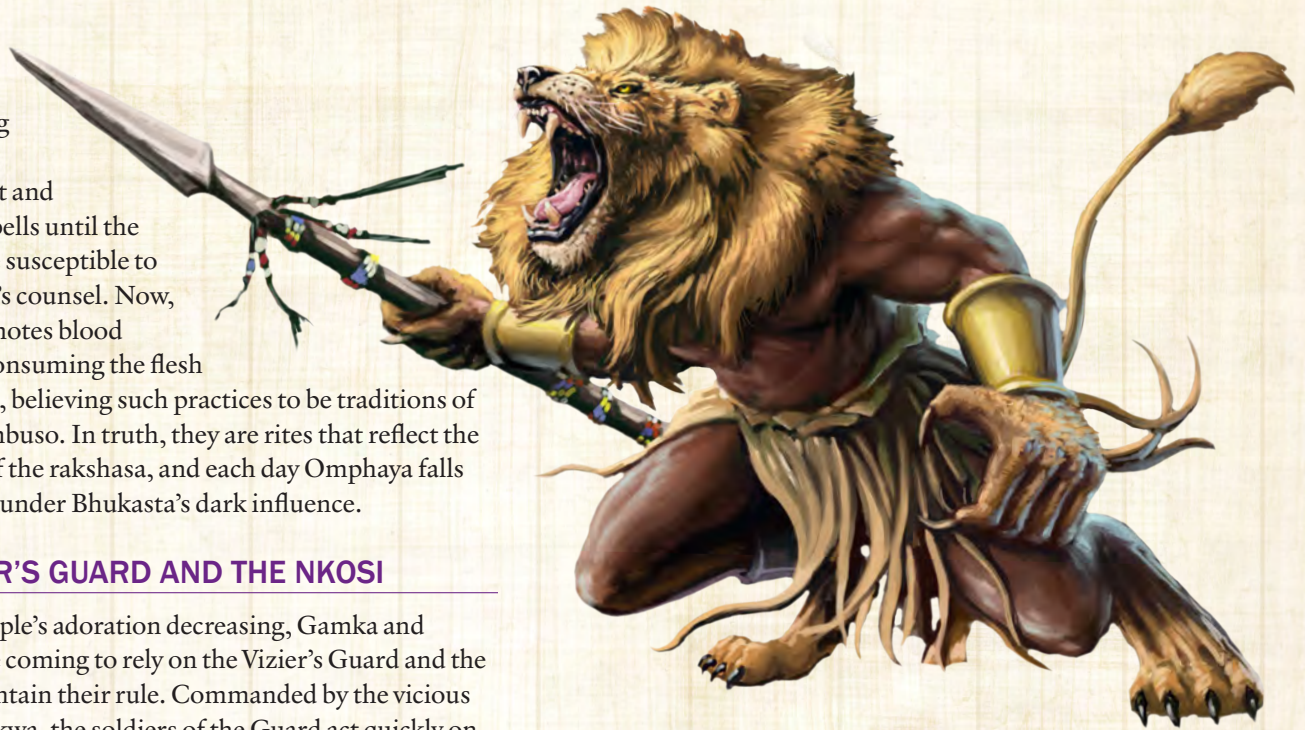 g
t and
pells until the
susceptible to
's counsel. Now,
notes blood
onsuming the flesh
, believing such practices to be traditions of
mbuso. In truth, they are rites that reflect the
f the rakshasa, and each day Omphaya falls
under Bhukasta's dark influence.
R'S GUARD AND THE NKOSI
ple's adoration decreasing, Gamka and
coming to rely on the Vizier's Guard and the
ntain their rule. Commanded by the vicious
kwa, the soldiers of the Guard act quickly on